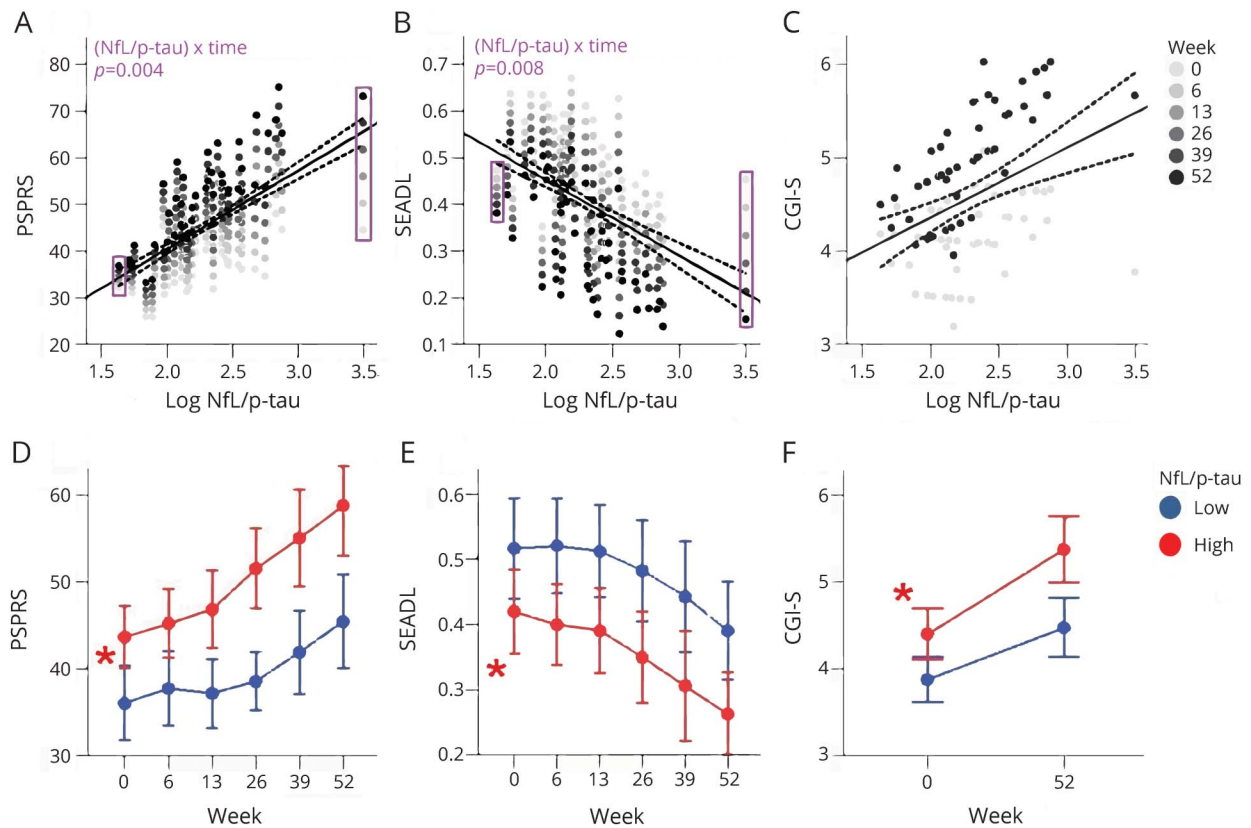 A
(NfL/p-tau) x time
p=0.004
PSPRS
80
70
60
50
40
30
20
1.5 2.0 2.5 3.0 3.5
Log NfL/p-tau
B
(NfL/p-tau) x time
p=0.008
SEADL
0.7
0.6
0.5
0.4
0.3
0.2
0.1
1.5 2.0 2.5 3.0 3.5
Log NfL/p-tau
C
CGI-S
6
5
4
3
1.5 2.0 2.5 3.0 3.5
Log NfL/p-tau
Week
0
6
13
26
39
52
D
PSPRS
60
50
40
30
0 6 13 26 39 52
Week
*
E
SEADL
0.6
0.5
0.4
0.3
0.2
0 6 13 26 39 52
Week
*
F
CGI-S
6
5
4
3
0 52
Week
*
NfL/p-tau
Low
High